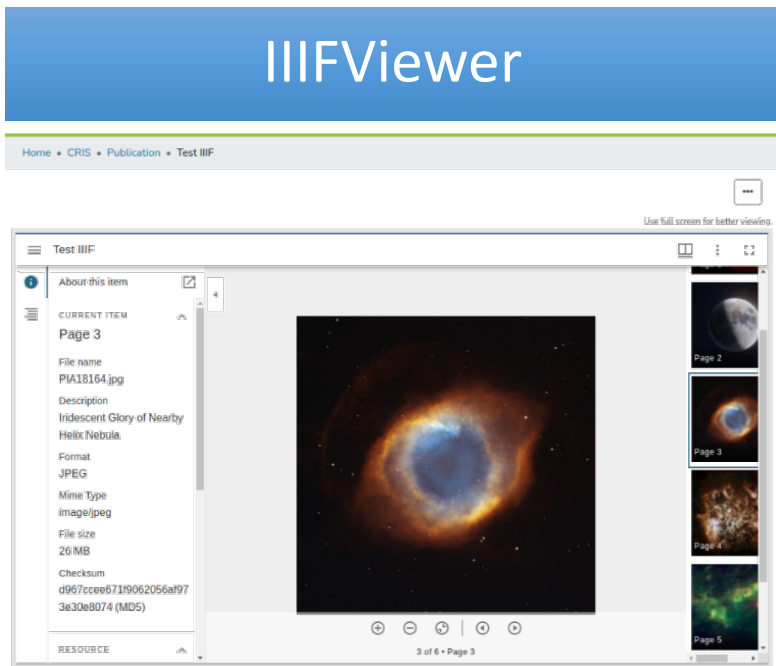 IIIFViewer
Home • CRIS • Publication • Test IIIF
Use full screen for better viewing.
Test IIIF
About this item
CURRENT ITEM
Page 3
File name
PIA18164.jpg
Description
Iridescent Glory of Nearby
Helix Nebula.
Format
JPEG
Mime Type
image/jpeg
File size
26 MB
Checksum
d967ccee671f9062056af97
3e30e8074 (MD5)
RESOURCE
3 of 6 • Page 3
Page 2
Page 3
Page 4
Page 5